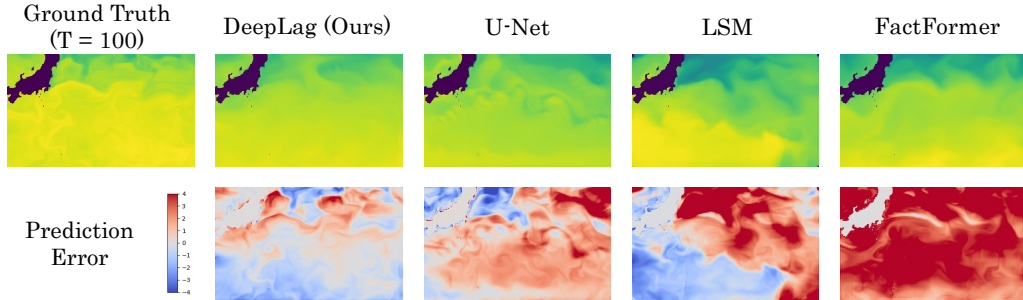 Ground Truth
(T = 100)
DeepLag (Ours)
U-Net
LSM
FactFormer
Prediction
Error
4
3
2
1
0
−1
−2
−3
−4